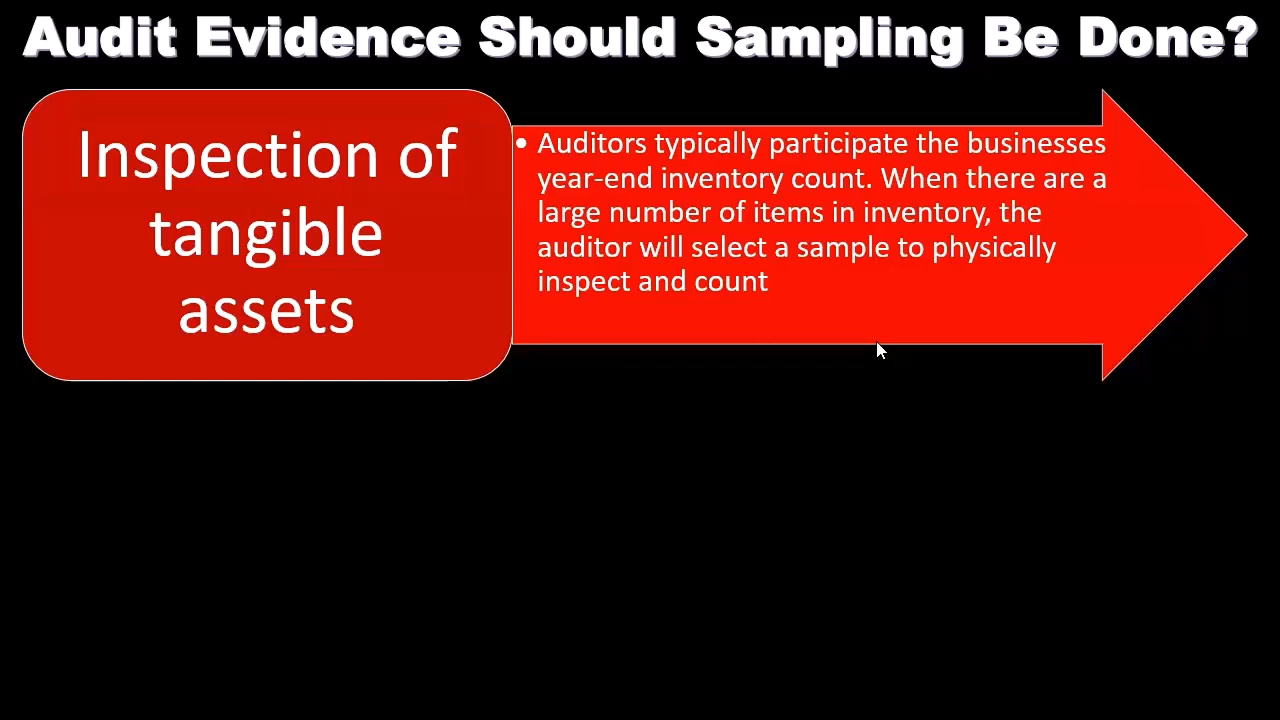 Audit Evidence Should Sampling Be Done?
Inspection of
tangible
assets
• Auditors typically participate the businesses
year-end inventory count. When there are a
large number of items in inventory, the
auditor will select a sample to physically
inspect and count